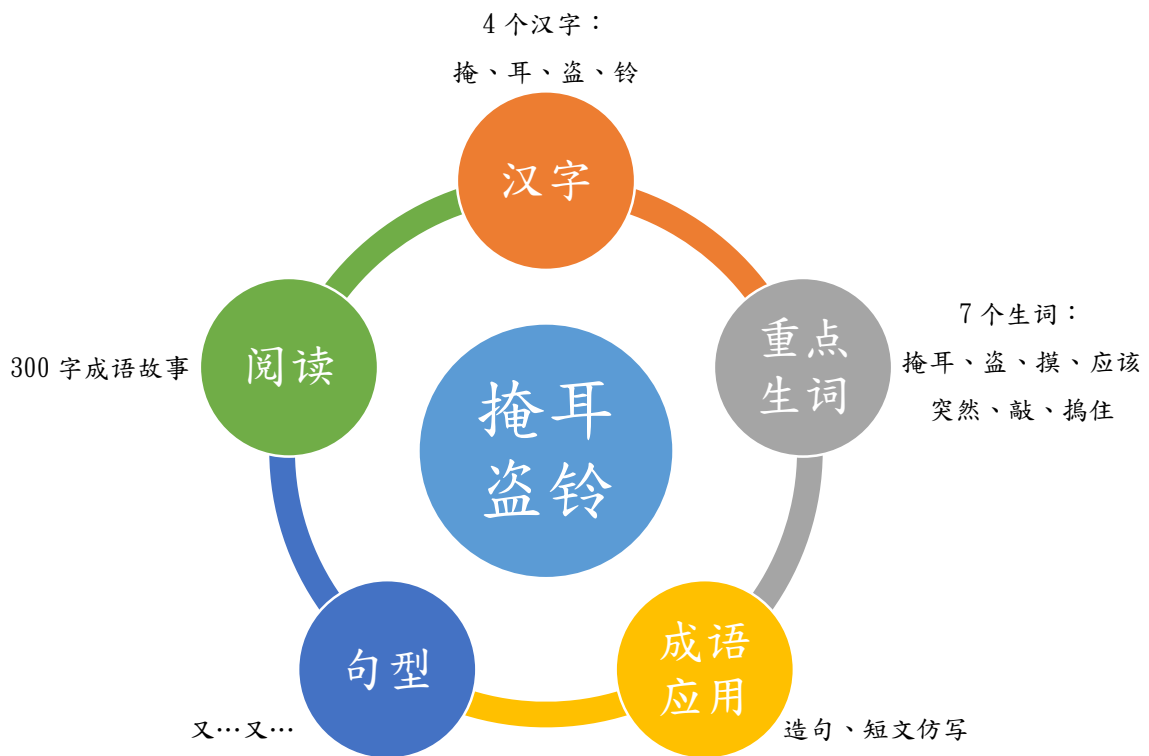 4个汉字：
掩、耳、盗、铃
汉字
重点
生词
7个生词：
掩耳、盗、摸、应该
突然、敲、捂住
成语
应用
造句、短文仿写
句型
又…又…
阅读
300字成语故事
掩耳
盗铃